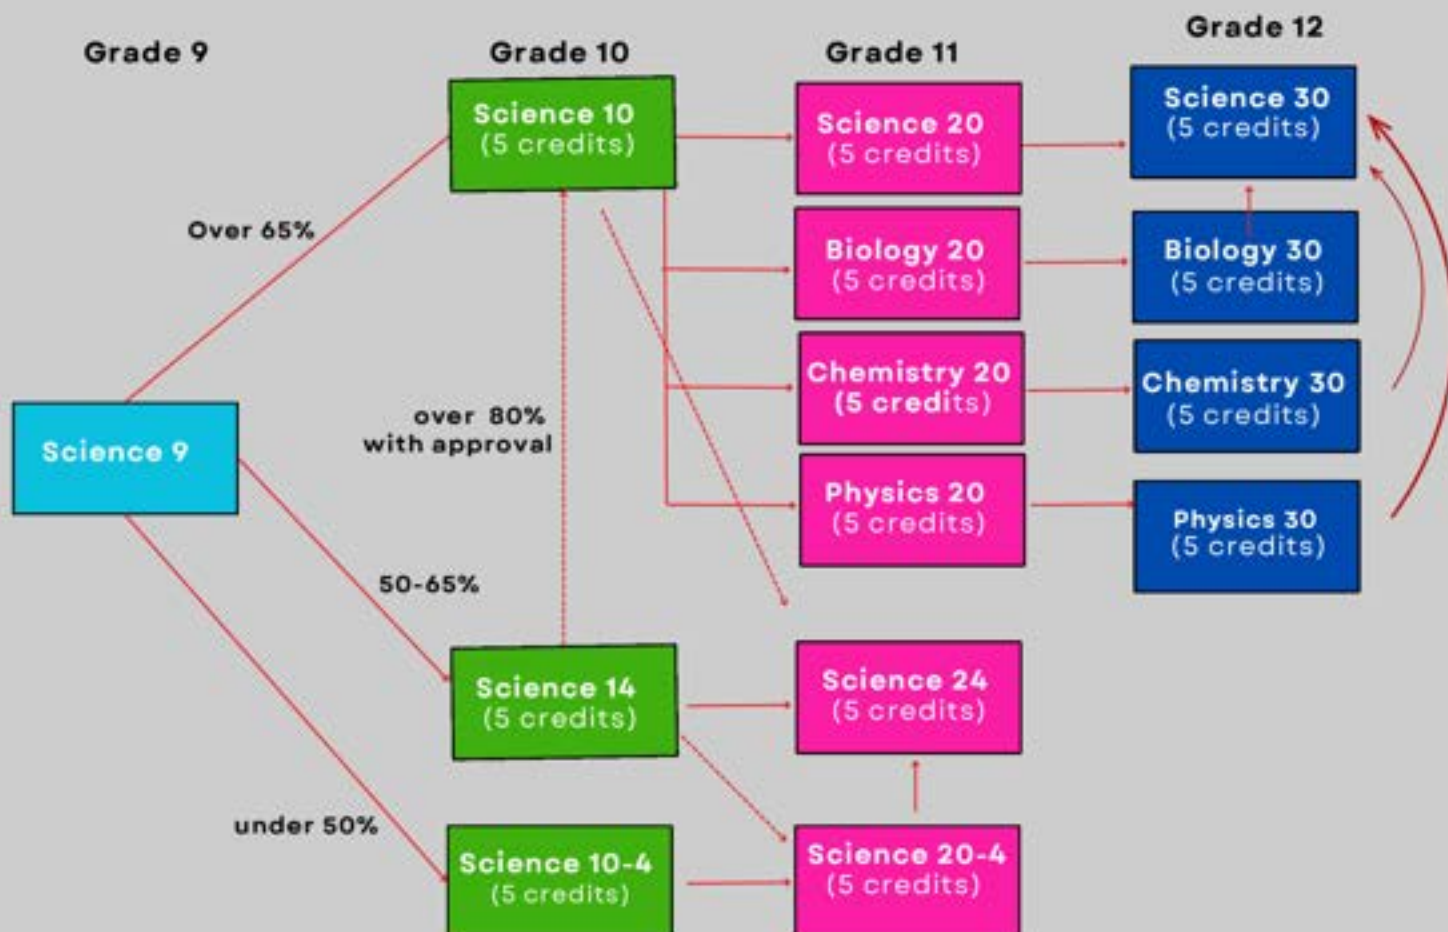 Grade 9
Grade 10
Grade 11
Grade 12
Science 10
(5 credits)
Science 20
(5 credits)
Science 30
(5 credits)
Over 65%
Biology 20
(5 credits)
Biology 30
(5 credits)
Chemistry 20
(5 credits)
Chemistry 30
(5 credits)
over 80%
with approval
Science 9
Physics 20
(5 credits)
Physics 30
(5 credits)
50-65%
Science 14
(5 credits)
Science 24
(5 credits)
under 50%
Science 10-4
(5 credits)
Science 20-4
(5 credits)